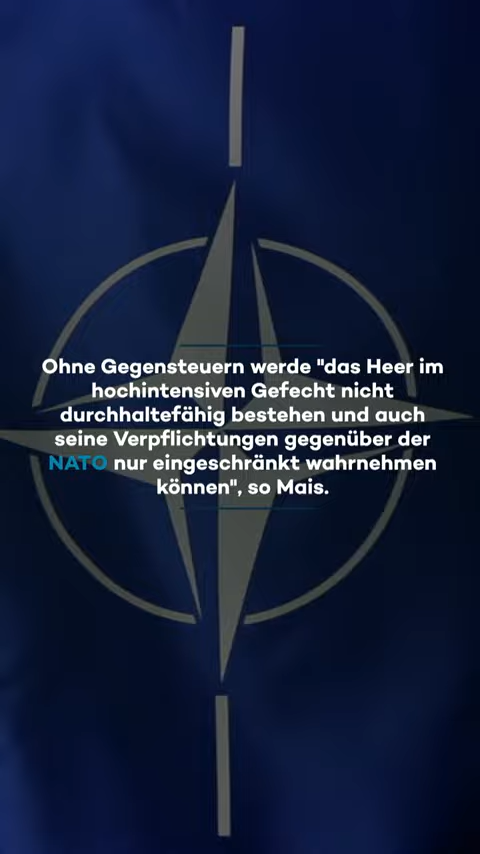 Ohne Gegensteuern werde "das Heer im
hochintensiven Gefecht nicht
durchhaltefähig bestehen und auch
seine Verpflichtungen gegenüber der
NATO nur eingeschränkt wahrnehmen
können", so Mais.